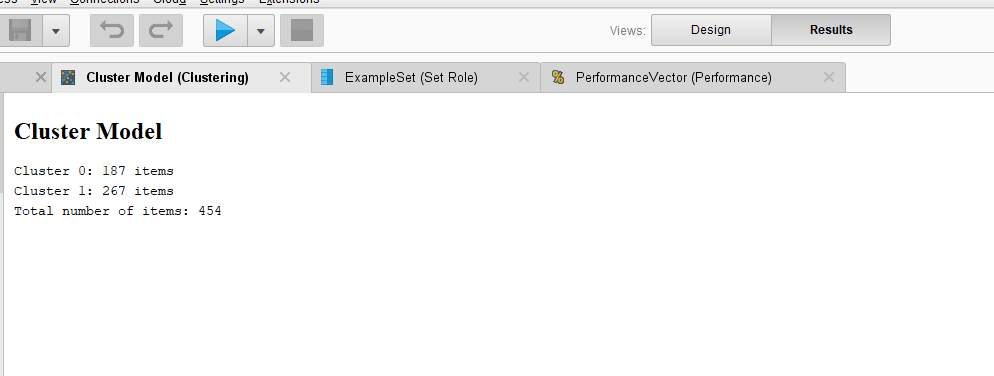 View Connections Cloud Settings Extensions
Views: Design Results
Cluster Model (Clustering) ExampleSet (Set Role) PerformanceVector (Performance)
Cluster Model
Cluster 0: 187 items
Cluster 1: 267 items
Total number of items: 454